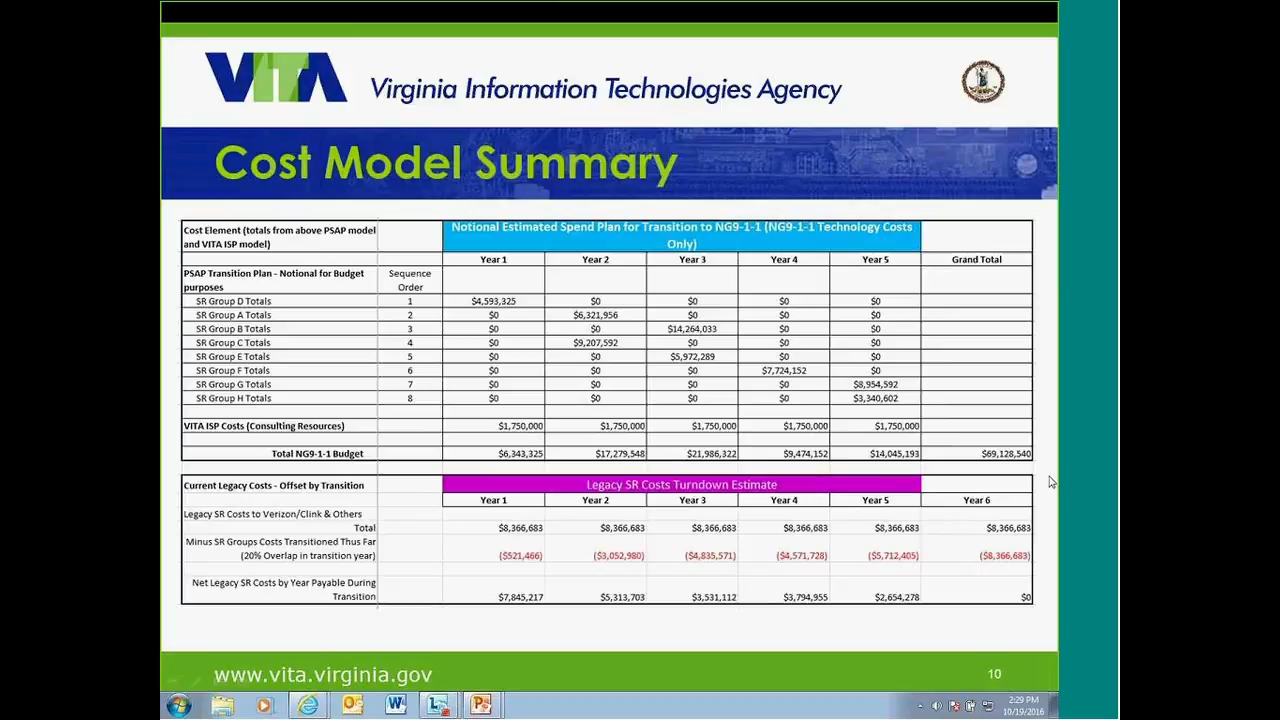 VITA Virginia Information Technologies Agency
Cost Model Summary
Cost Element (totals from above PSAP model and VITA ISP model) Notional Estimated Spend Plan for Transition to NG9-1-1 (NG9-1-1 Technology Costs Only)
Year 1 Year 2 Year 3 Year 4 Year 5 Grand Total
PSAP Transition Plan - Notional for Budget purposes Sequence Order
SR Group D Totals 1 $4,593,325 $0 $0 $0 $0
SR Group A Totals 2 $0 $6,321,956 $0 $0 $0
SR Group B Totals 3 $0 $0 $14,264,033 $0 $0
SR Group C Totals 4 $0 $9,207,592 $0 $0 $0
SR Group E Totals 5 $0 $0 $5,972,289 $0 $0
SR Group F Totals 6 $0 $0 $0 $7,724,152 $0
SR Group G Totals 7 $0 $0 $0 $0 $8,954,592
SR Group H Totals 8 $0 $0 $0 $0 $3,340,602
VITA ISP Costs (Consulting Resources) $1,750,000 $1,750,000 $1,750,000 $1,750,000 $1,750,000
Total NG9-1-1 Budget $6,343,325 $17,279,548 $21,986,322 $9,474,152 $14,045,193 $69,128,540
Current Legacy Costs - Offset by Transition Legacy SR Costs Turndown Estimate
Year 1 Year 2 Year 3 Year 4 Year 5 Year 6
Legacy SR Costs to Verizon/Clink & Others
Total $8,366,683 $8,366,683 $8,366,683 $8,366,683 $8,366,683 $8,366,683
Minus SR Groups Costs Transitioned Thus Far
(20% Overlap in transition year) ($521,466) ($3,052,980) ($4,835,571) ($4,571,728) ($5,712,405) ($8,366,683)
Net Legacy SR Costs by Year Payable During
Transition $7,845,217 $5,313,703 $3,531,112 $3,794,955 $2,654,278 $0
www.vita.virginia.gov 10
2:29 PM
10/19/2016